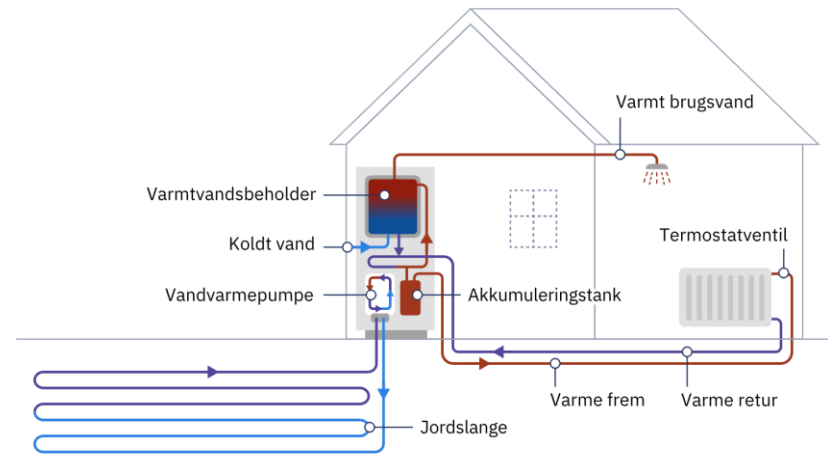 Varmt brugsvand
Varmtvandsbeholder
Koldt vand
Termostatventil
Vandvarmepumpe
Akkumuleringstank
Varme frem
Varme retur
Jordslange